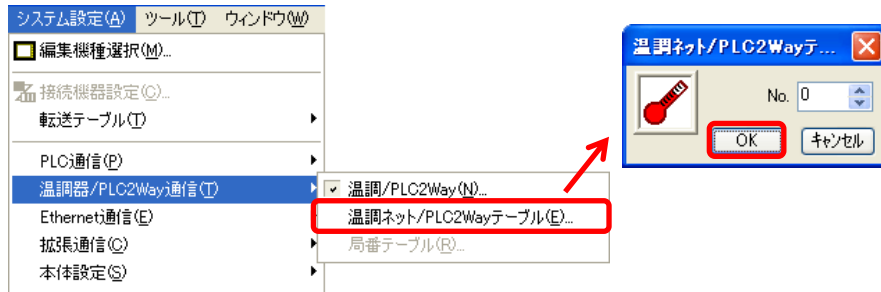 システム設定(A) ツール(T) ウィンドウ(W)
編集機種選択(M)...
接続機器設定(C)...
転送テーブル(T)
PLC通信(P)
温調器/PLC2Way通信(T)
Ethernet通信(E)
拡張通信(C)
本体設定(S)
温調/PLC2Way(N)...
温調ネット/PLC2Wayテーブル(E)...
局番テーブル(R)...
温調ネット/PLC2Wayテ...
No. 0
OK キャンセル